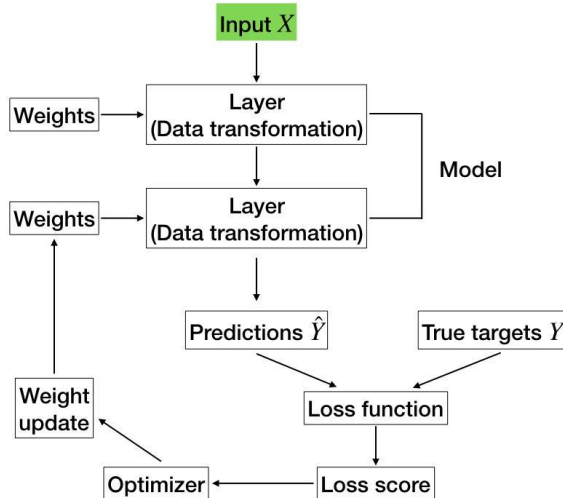 Input X
Layer
(Data transformation)
Weights
Layer
(Data transformation)
Weights
Model
Predictions Ŷ
True targets Y
Loss function
Weight
update
Optimizer
Loss score